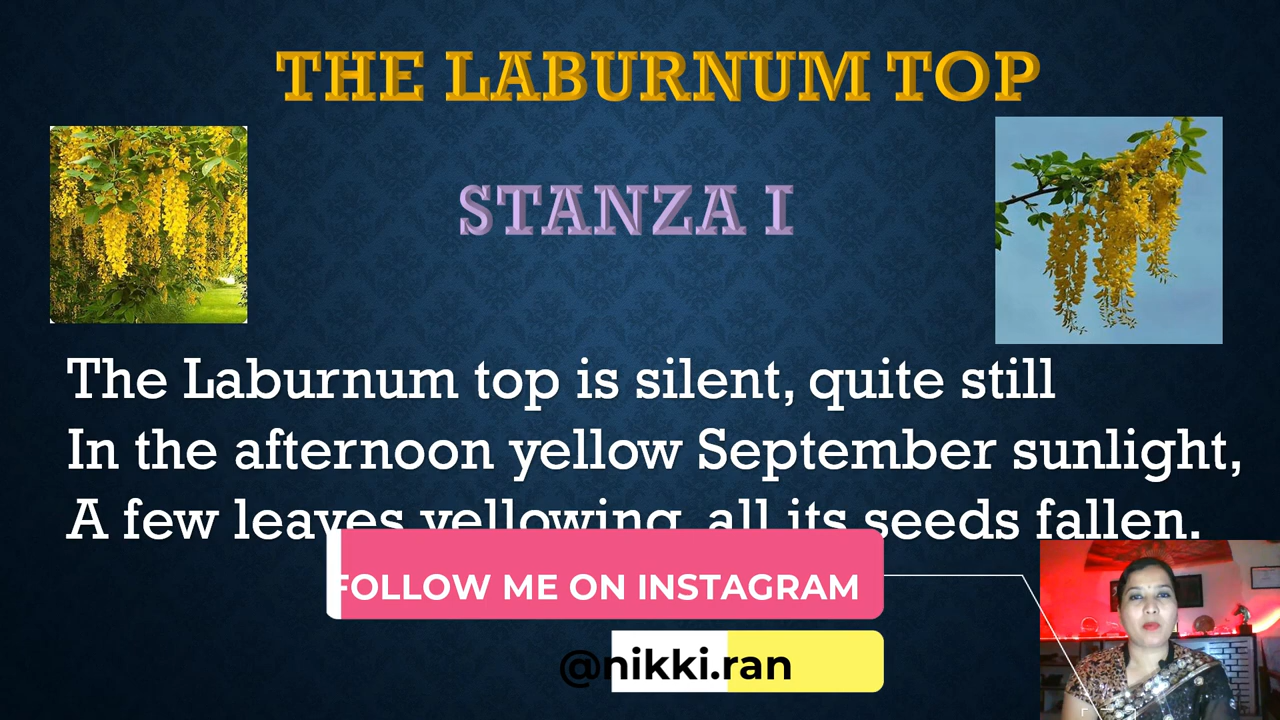 THE LABURNUM TOP
STANZA I
The Laburnum top is silent, quite still
In the afternoon yellow September sunlight,
A few leaves yellowing, all its seeds fallen.
FOLLOW ME ON INSTAGRAM
@nikki.ran